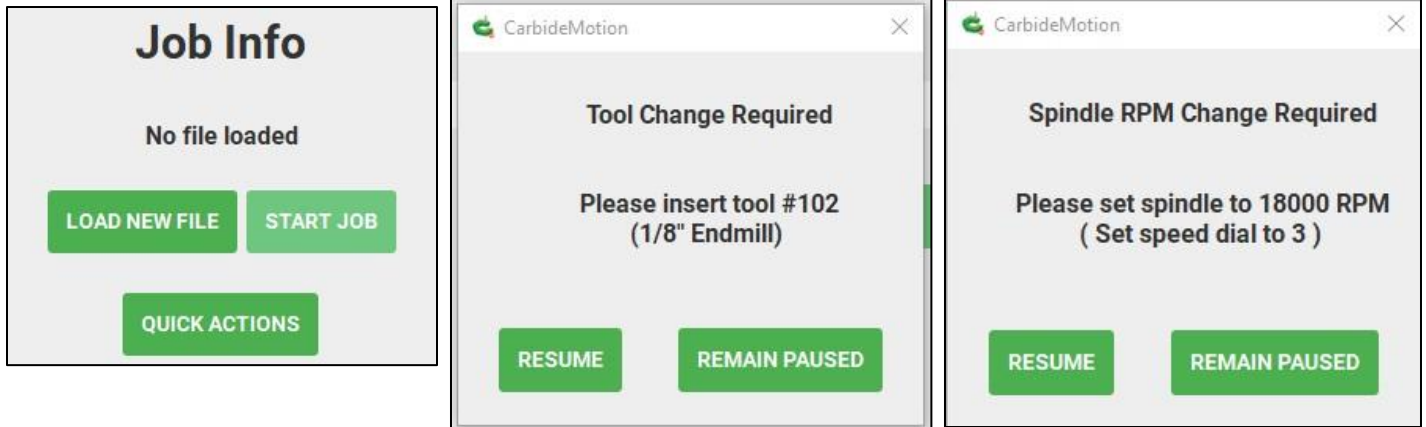 Job Info
No file loaded
LOAD NEW FILE
START JOB
QUICK ACTIONS
CarbideMotion
Tool Change Required
Please insert tool #102
(1/8" Endmill)
RESUME
REMAIN PAUSED
CarbideMotion
Spindle RPM Change Required
Please set spindle to 18000 RPM
( Set speed dial to 3 )
RESUME
REMAIN PAUSED